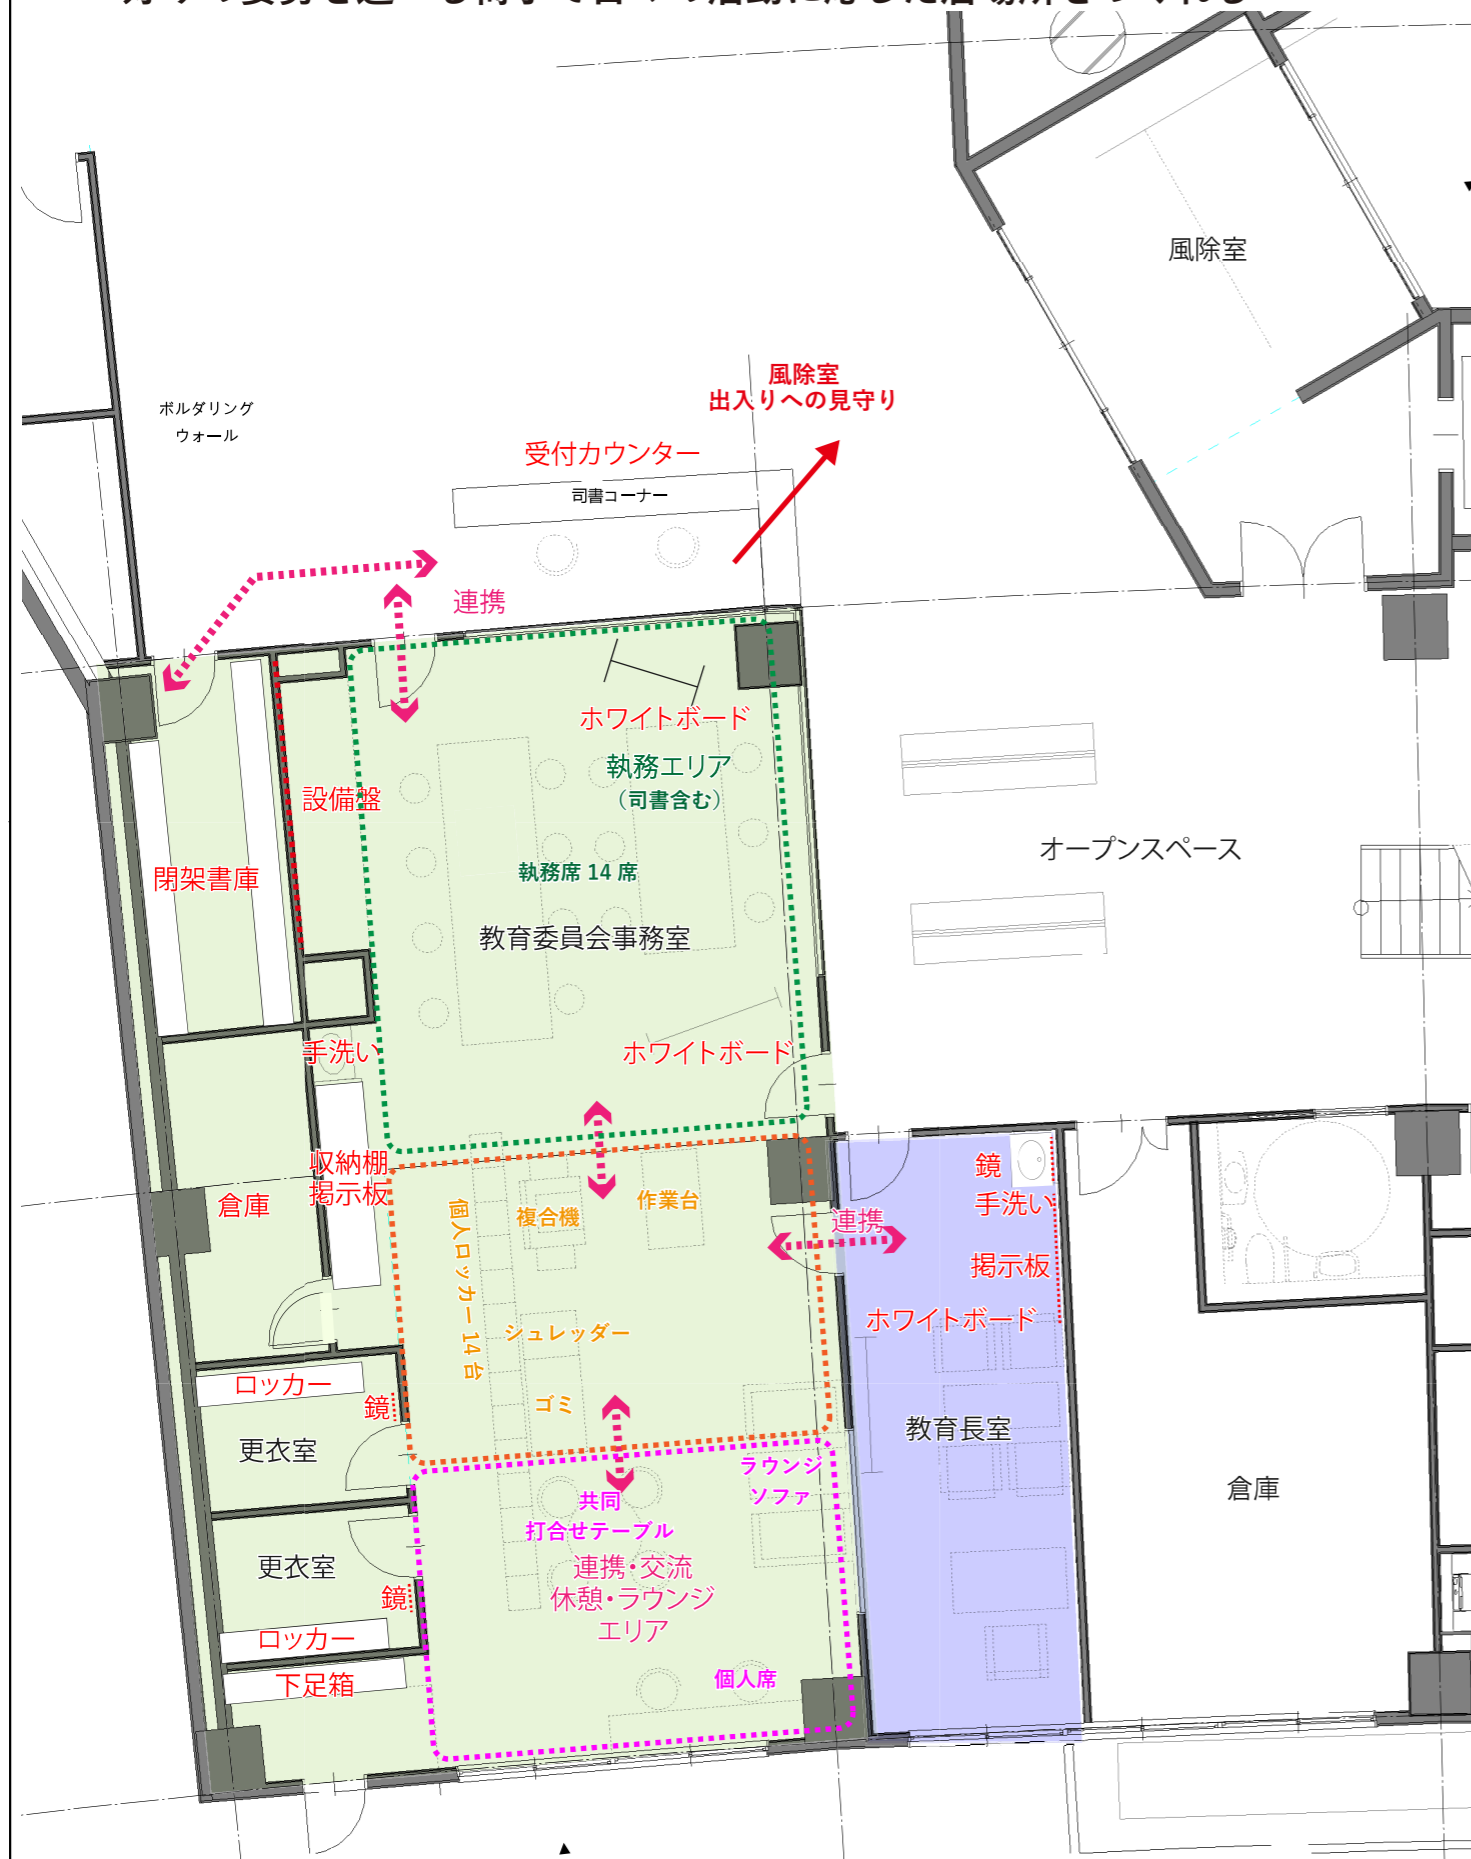 風除室
風除室
出入りへの見守り
ボルダリング
ウォール
受付カウンター
司書コーナー
連携
ホワイトボード
執務エリア
（司書含む）
設備盤
閉架書庫
執務席 14 席
教育委員会事務室
オープンスペース
手洗い
ホワイトボード
収納棚
掲示板
倉庫
個人ロッカー 14 台
複合機
作業台
連携
鏡
手洗い
掲示板
ホワイトボード
シュレッダー
ゴミ
ロッカー
鏡
更衣室
教育長室
倉庫
ラウンジ
ソファ
共同
打合せテーブル
連携・交流
休憩・ラウンジ
エリア
更衣室
鏡
ロッカー
下足箱
個人席